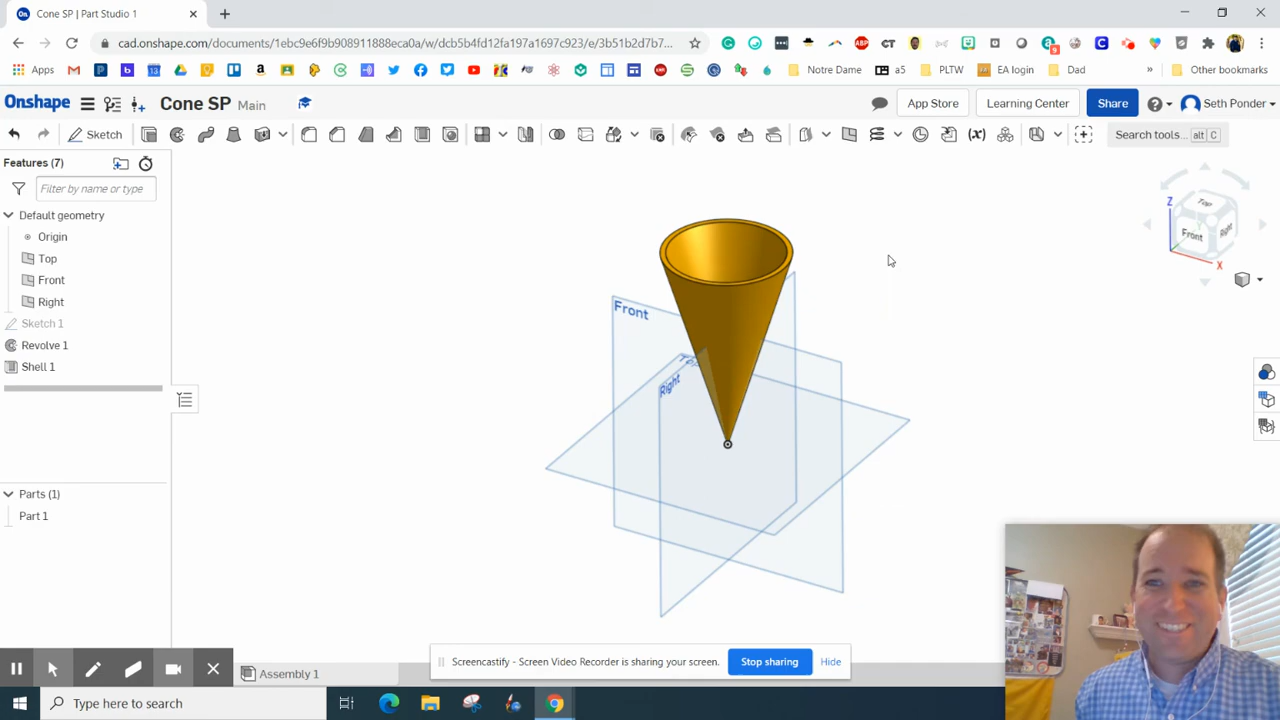 Cone SP | Part Studio 1
cad.onshape.com/documents/1ebc9e6f9b908911888eca0a/w/dcb5b4fd12fa197a1697c923/e/3b51b2d7b7...
Apps
Notre Dame
a5
PLTW
EA login
Dad
»
Other bookmarks
Onshape
Cone SP
Main
App Store
Learning Center
Share
Seth Ponder
Sketch
Search tools...
alt
C
Features (7)
Filter by name or type
Default geometry
Origin
Top
Front
Right
Sketch 1
Revolve 1
Shell 1
Parts (1)
Part 1
Front
Top
Right
Z
Top
Front
Right
X
Screencastify - Screen Video Recorder is sharing your screen.
Stop sharing
Hide
Assembly 1
Type here to search